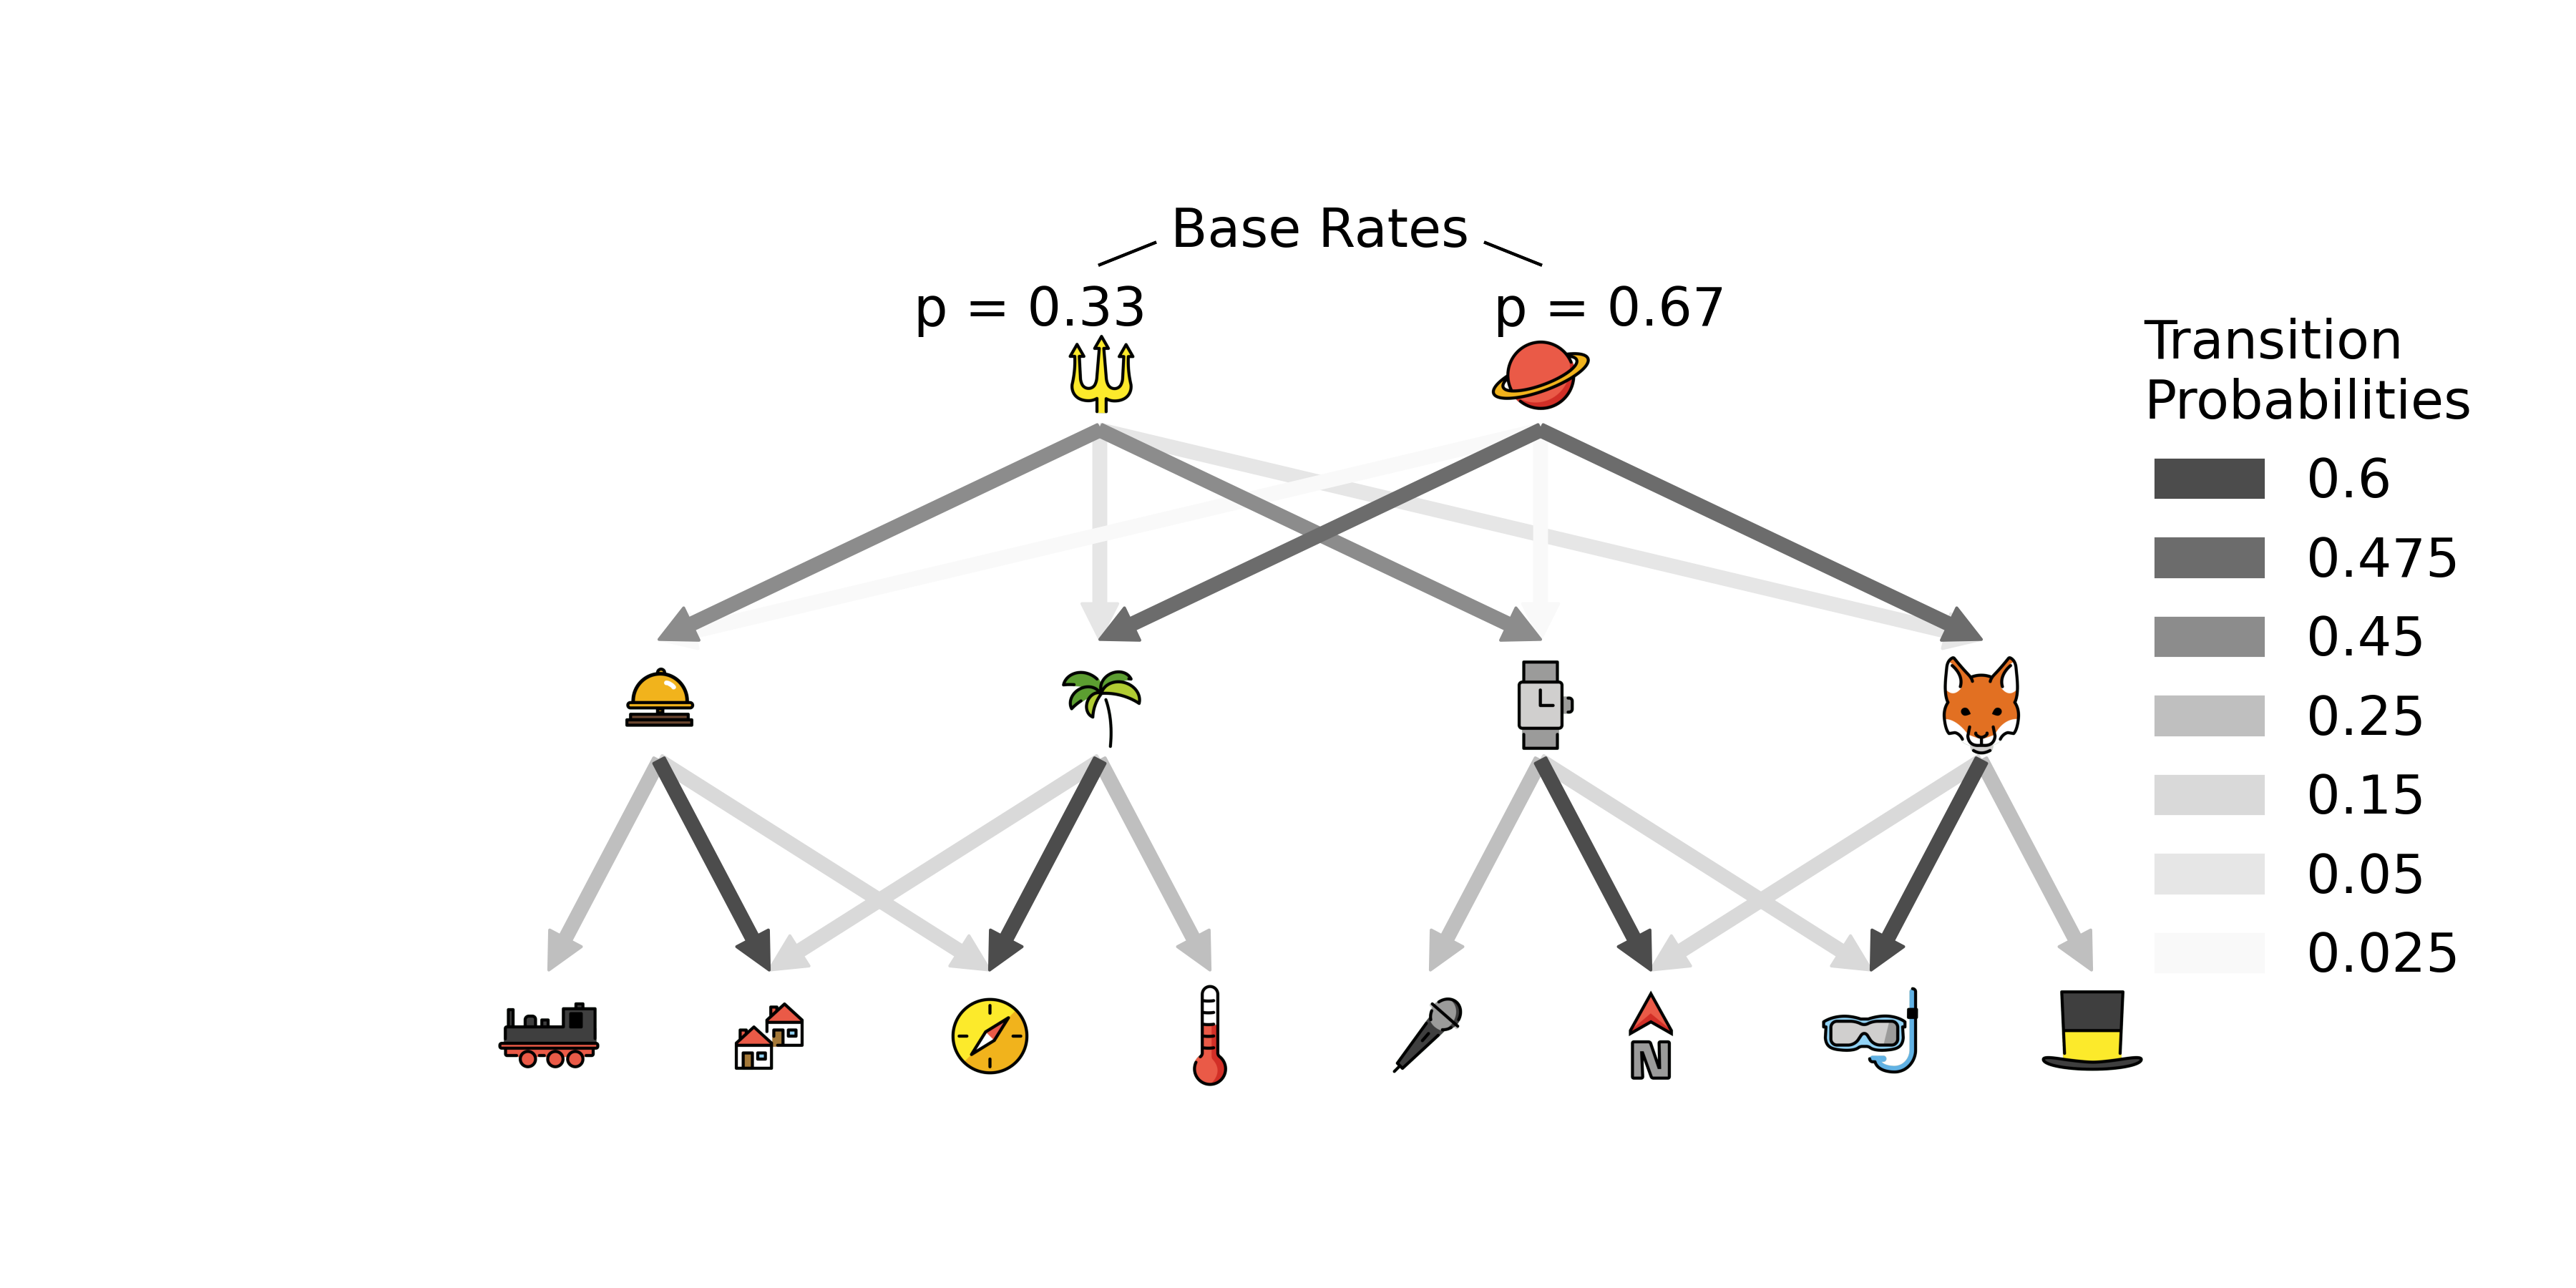 Base Rates
p = 0.33
p = 0.67
Transition
Probabilities
0.6
0.475
0.45
0.25
0.15
0.05
0.025
N